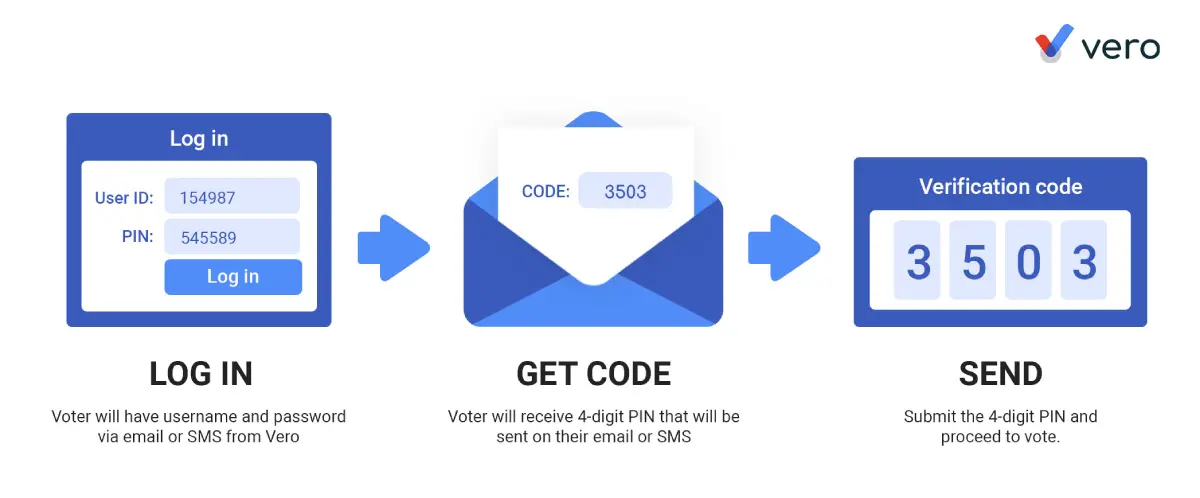 vero
Log in
User ID: 154987
PIN: 545589
Log in
CODE: 3503
Verification code
3 5 0 3
LOG IN
Voter will have username and password
via email or SMS from Vero
GET CODE
Voter will receive 4-digit PIN that will be
sent on their email or SMS
SEND
Submit the 4-digit PIN and
proceed to vote.